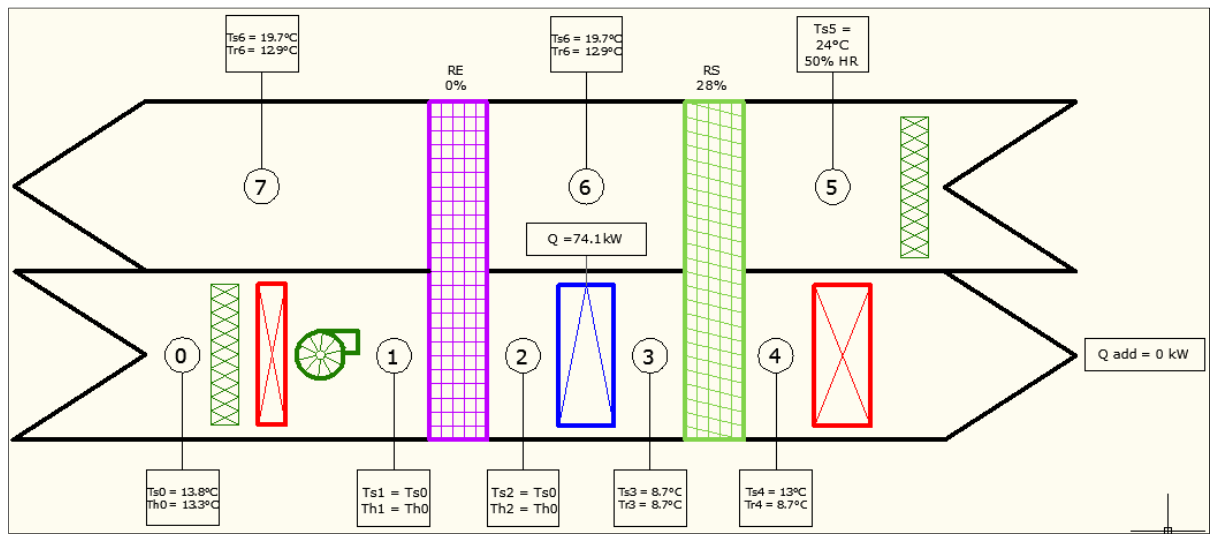 Ts6 = 19.7°C
Tr6 = 12.9°C
Ts6 = 19.7°C
Tr6 = 12.9°C
Ts5 =
24°C
50% HR
RE
0%
RS
28%
7
6
5
Q =74.1kW
0
1
2
3
4
Q add = 0 kW
Ts0 = 13.8°C
Th0 = 13.3°C
Ts1 = Ts0
Th1 = Th0
Ts2 = Ts0
Th2 = Th0
Ts3 = 8.7°C
Tr3 = 8.7°C
Ts4 = 13°C
Tr4 = 8.7°C